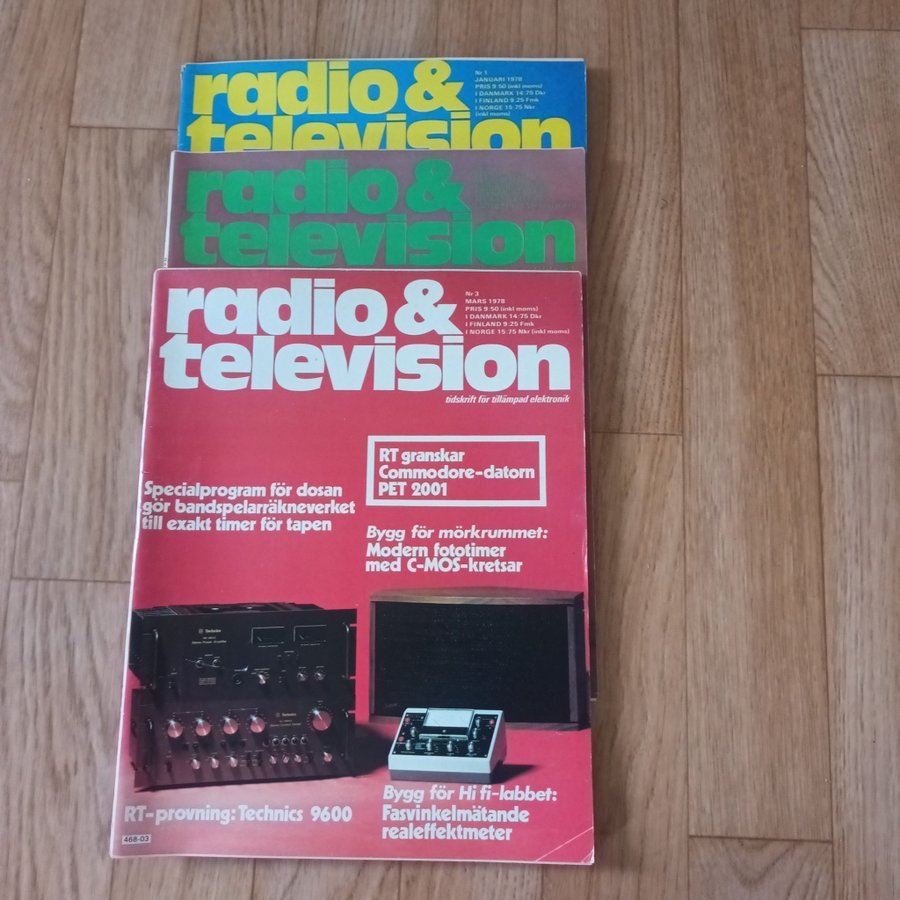 radio &
television
Nr 1
JANUARI 1978
PRIS 9:50 (inkl moms)
I DANMARK 14:75 Dkr
I FINLAND 9:25 Fmk
I NORGE 15:75 Nkr
(inkl moms)
radio &
television
radio &
television
Nr 3
MARS 1978
PRIS 9:50 (inkl moms)
I DANMARK 14:75 Dkr
I FINLAND 9:25 Fmk
I NORGE 15:75 Nkr (inkl moms)
tidskrift för tillämpad elektronik
RT granskar
Commodore-datorn
PET 2001
Specialprogram för dosan
gör bandspelarräkneverket
till exakt timer för tapen
Bygg för mörkrummet:
Modern fototimer
med C-MOS-kretsar
Technics
Technics
Bygg för Hi fi-labbet:
Fasvinkelmätande
realeffektmeter
RT-provning: Technics 9600
468-03